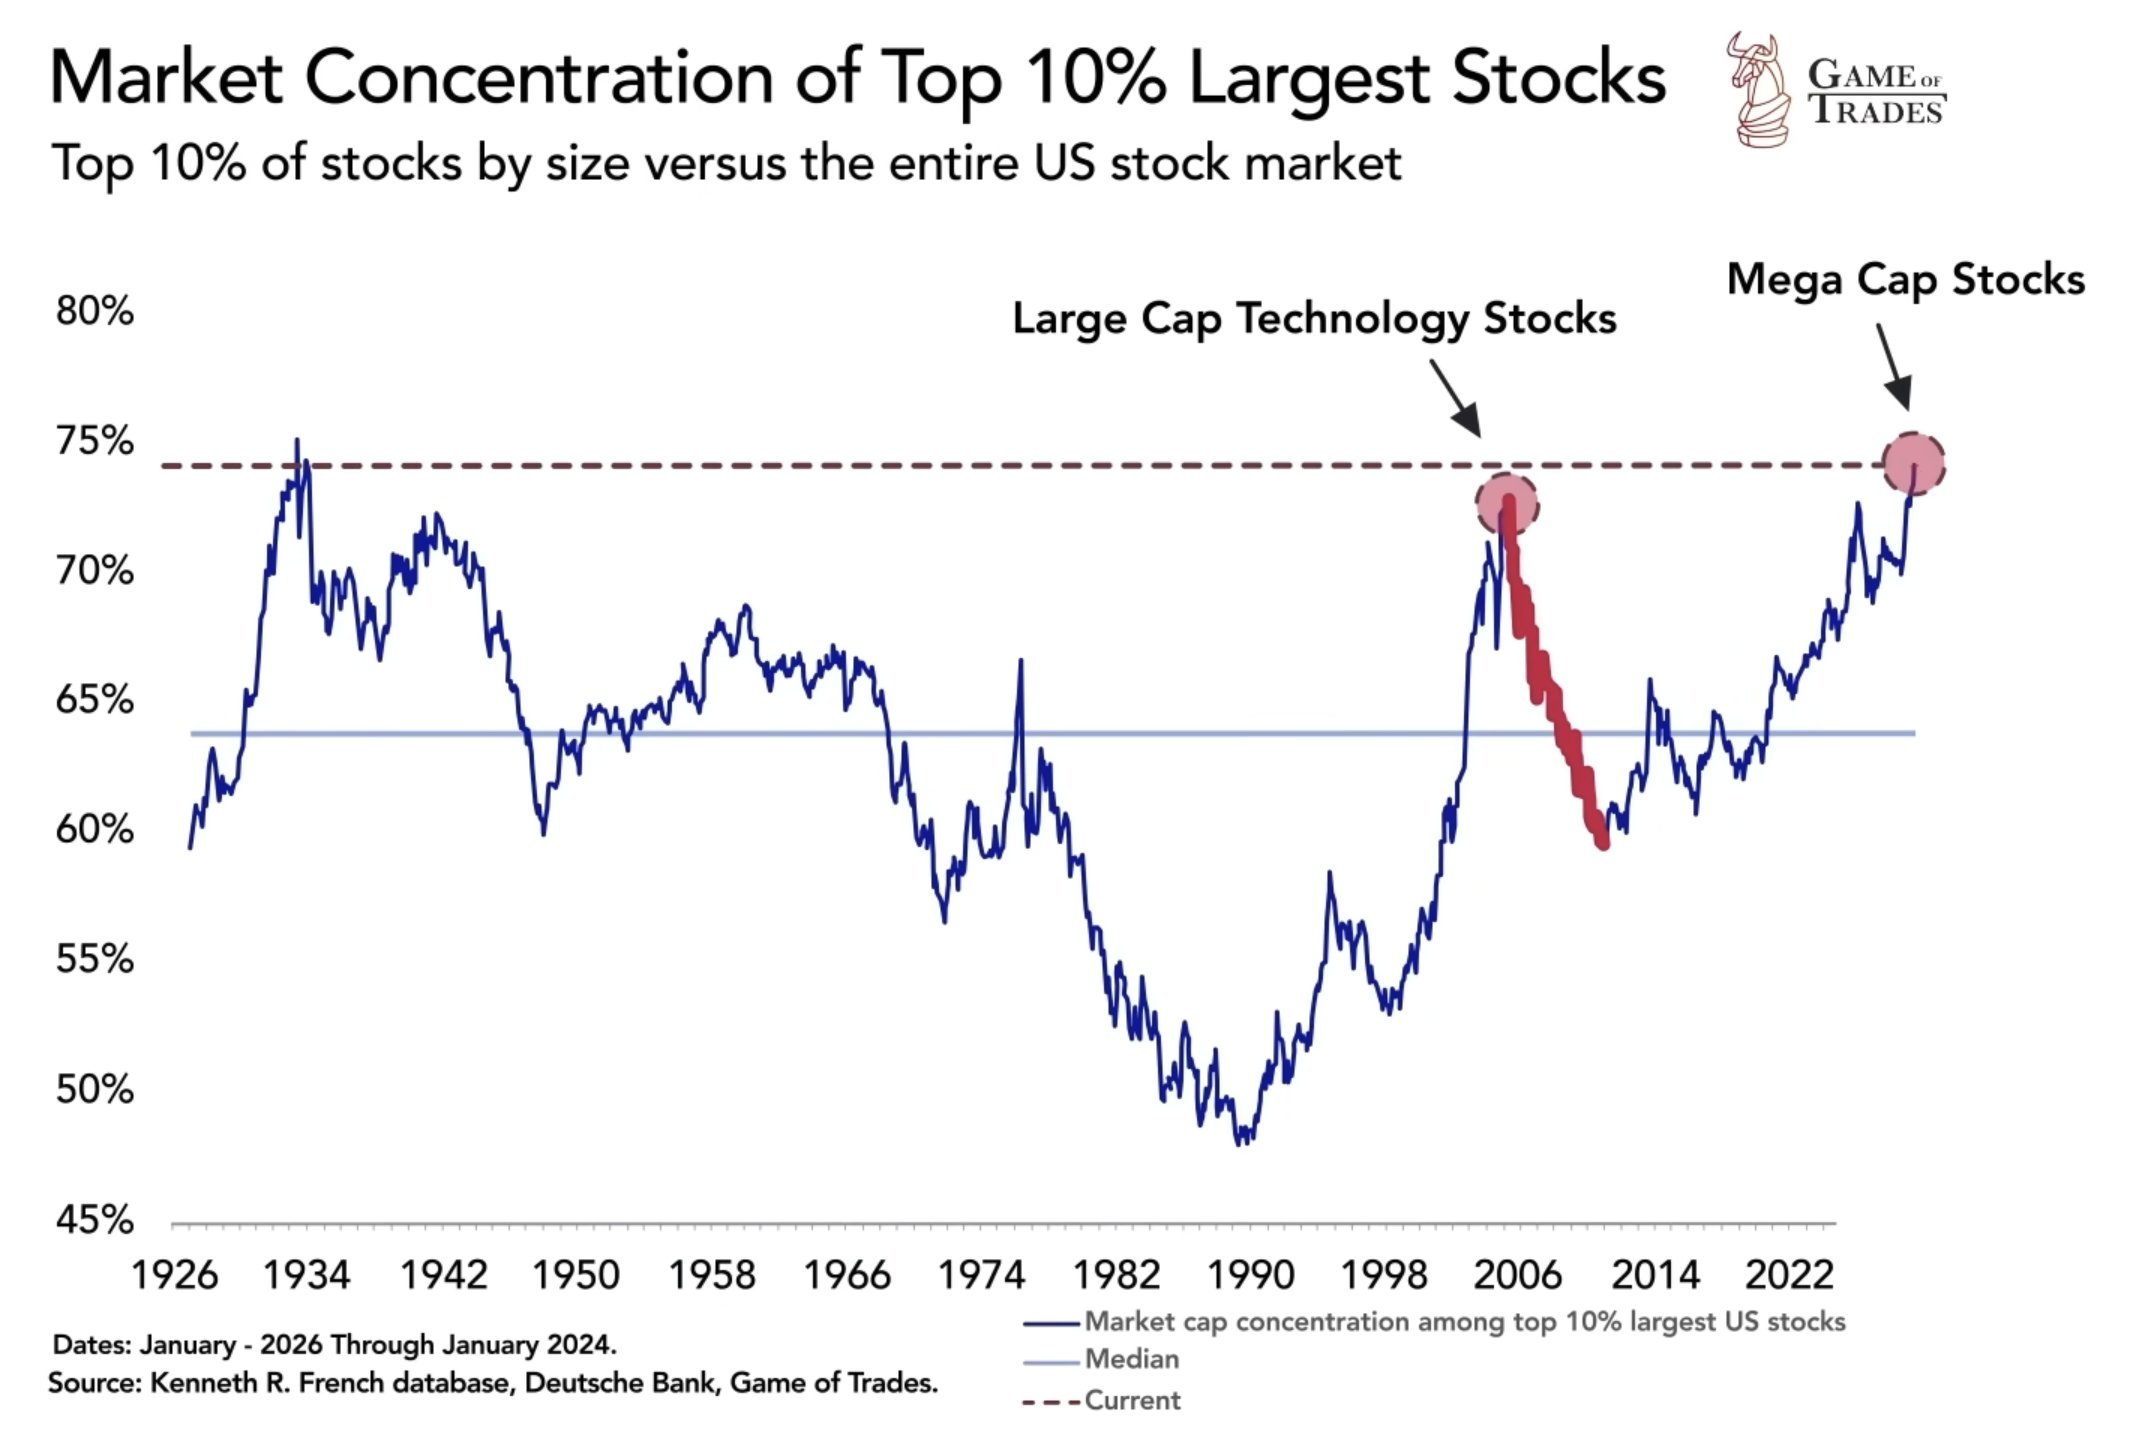 Market Concentration of Top 10% Largest Stocks
GAME OF
TRADES
Top 10% of stocks by size versus the entire US stock market
Mega Cap Stocks
Large Cap Technology Stocks
80%
75%
70%
65%
60%
55%
50%
45%
1926 1934 1942 1950 1958 1966 1974 1982 1990 1998 2006 2014 2022
Market cap concentration among top 10% largest US stocks
Median
Current
Dates: January - 2026 Through January 2024.
Source: Kenneth R. French database, Deutsche Bank, Game of Trades.